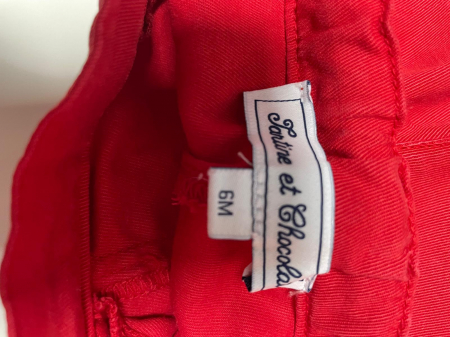 Tartine et Chocola
6M